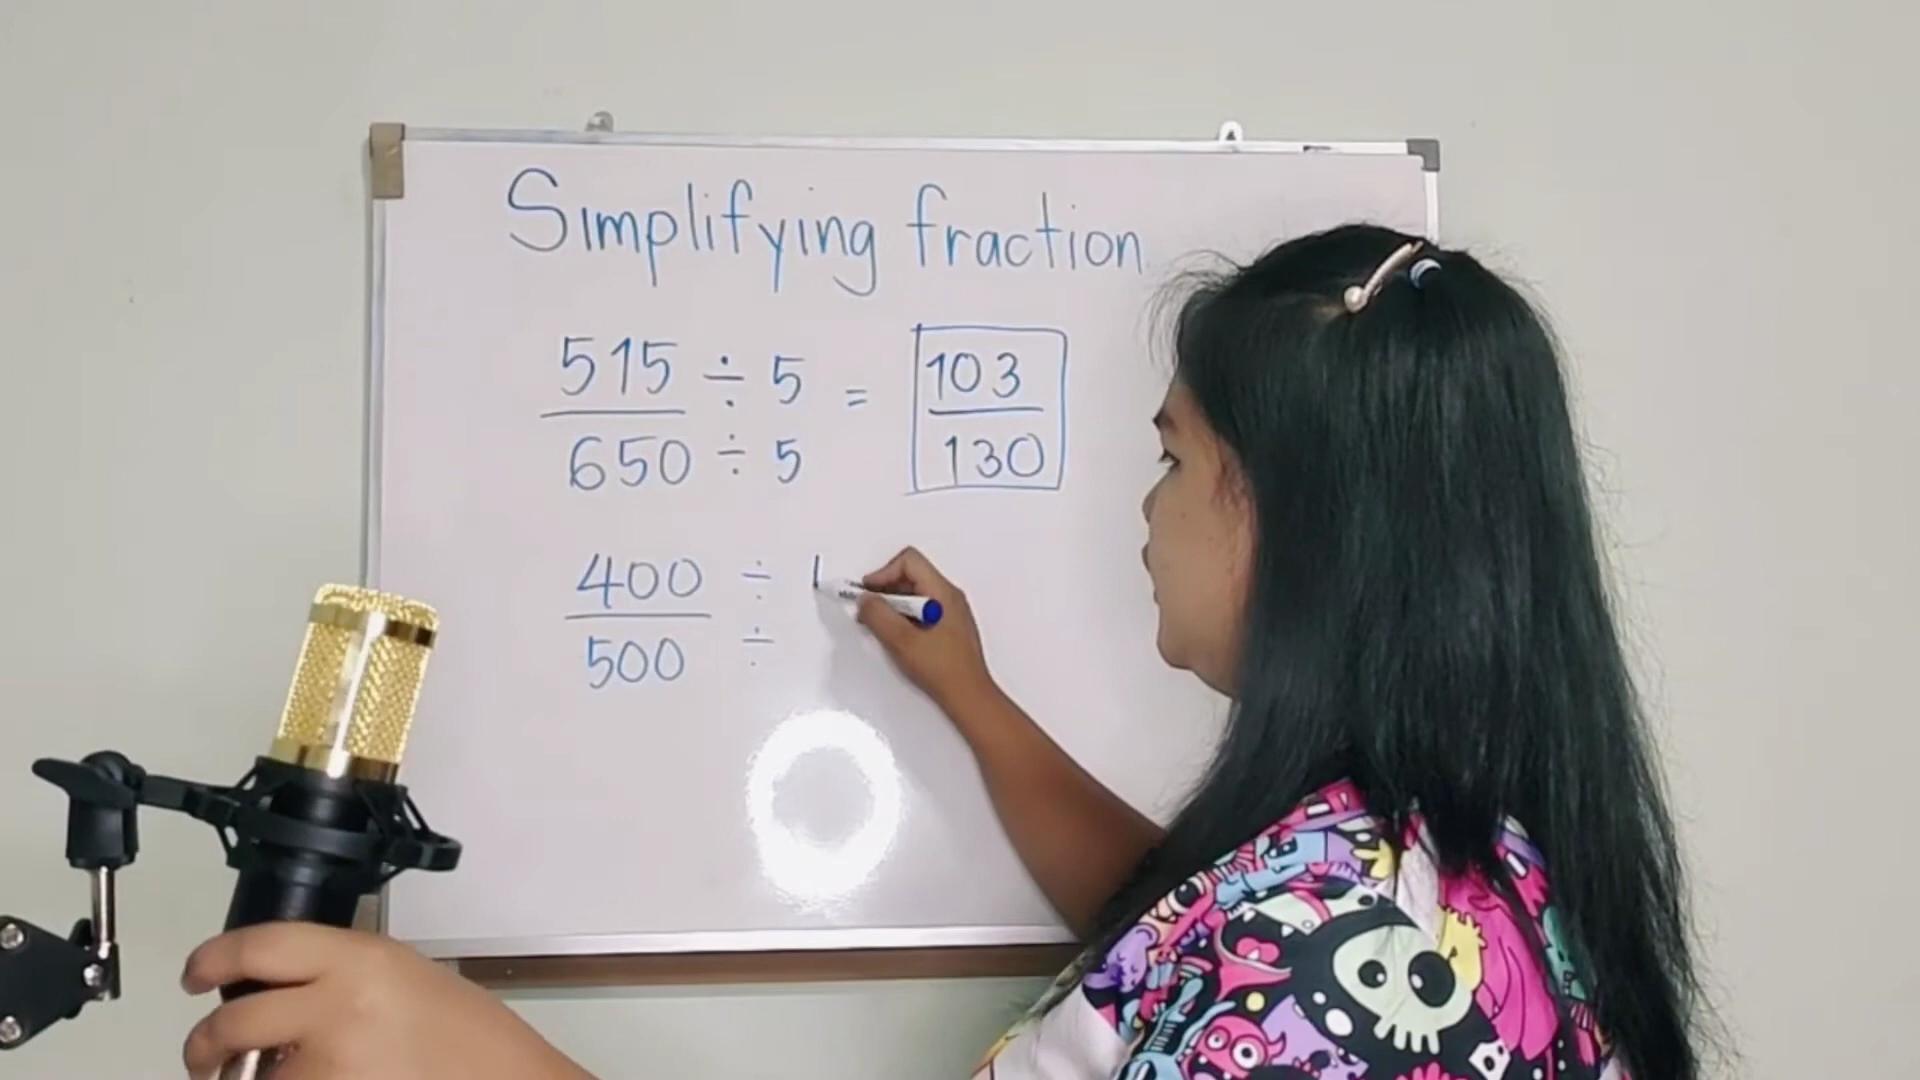 Simplifying fraction
515 ÷ 5 = 103
650 ÷ 5 130
400 ÷
500 ÷